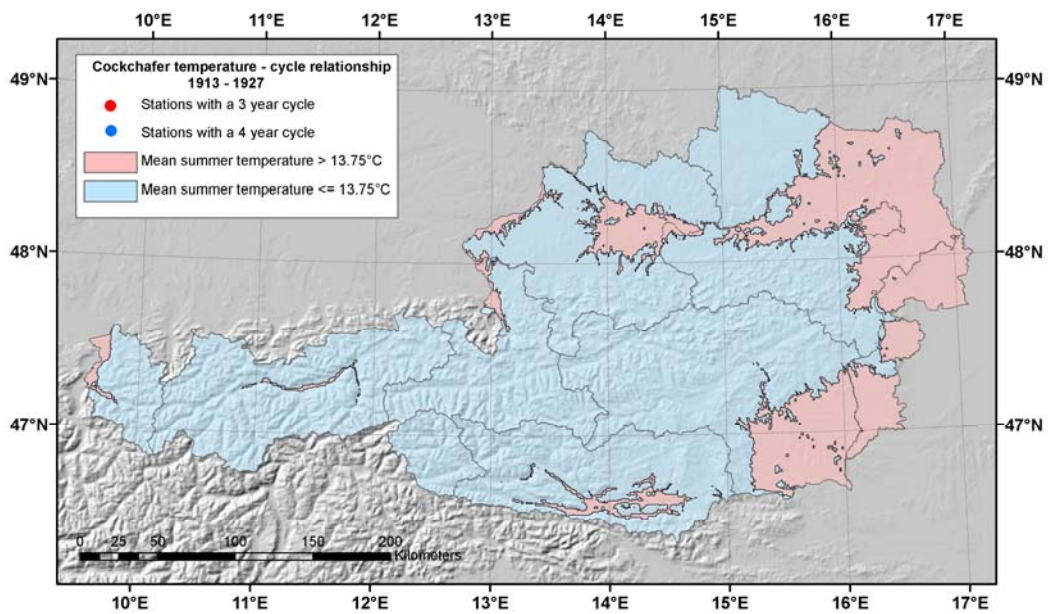 10°E 11°E 12°E 13°E 14°E 15°E 16°E 17°E
Cockchafer temperature - cycle relationship
1913 - 1927
Stations with a 3 year cycle
Stations with a 4 year cycle
Mean summer temperature > 13.75°C
Mean summer temperature <= 13.75°C
49°N 49°N
48°N 48°N
47°N 47°N
0 25 50 100 150 200
Kilometers
10°E 11°E 12°E 13°E 14°E 15°E 16°E 17°E